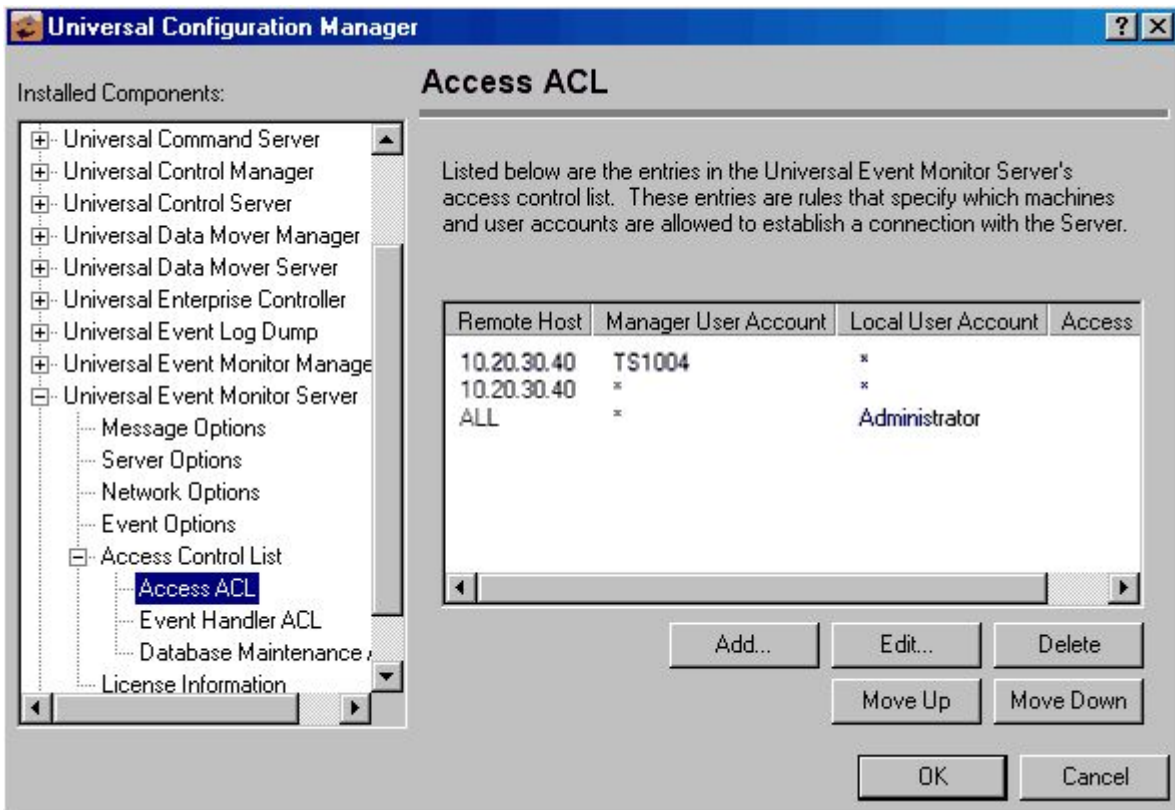 Universal Configuration Manager
Installed Components:
Universal Command Server
Universal Control Manager
Universal Control Server
Universal Data Mover Manager
Universal Data Mover Server
Universal Enterprise Controller
Universal Event Log Dump
Universal Event Monitor Manage
Universal Event Monitor Server
Message Options
Server Options
Network Options
Event Options
Access Control List
Access ACL
Event Handler ACL
Database Maintenance
License Information
Access ACL
Listed below are the entries in the Universal Event Monitor Server's
access control list. These entries are rules that specify which machines
and user accounts are allowed to establish a connection with the Server.
Remote Host Manager User Account Local User Account Access
10.20.30.40 TS1004 *
10.20.30.40 * *
ALL * Administrator
Add... Edit... Delete
Move Up Move Down
OK Cancel